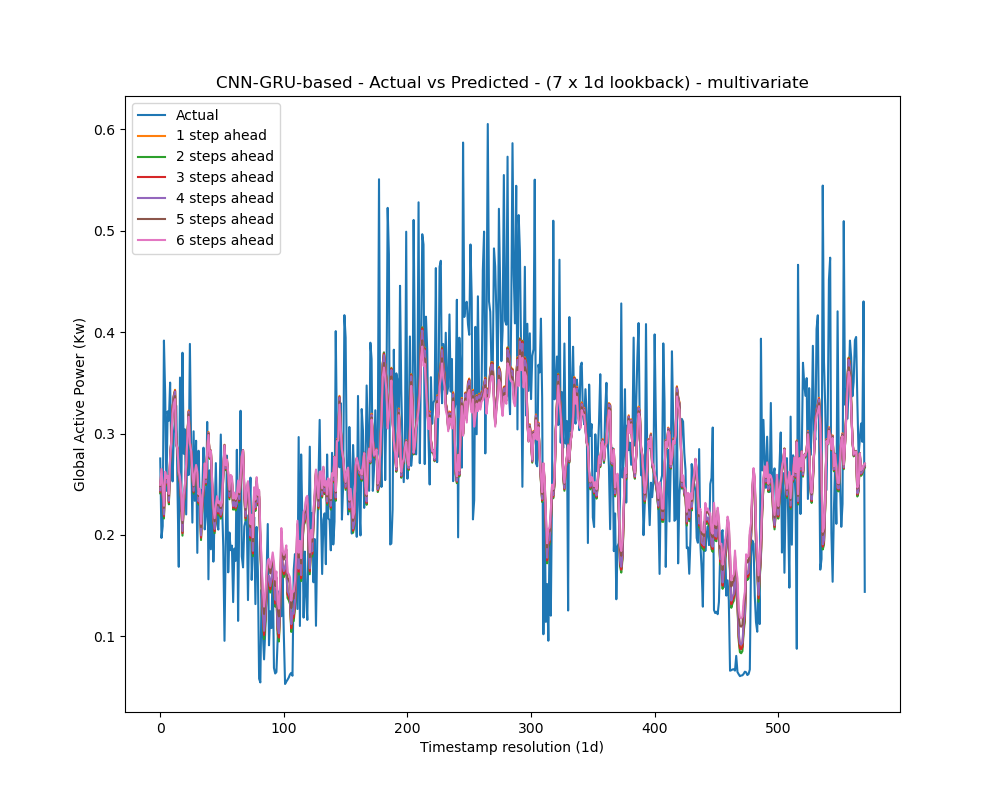 CNN-GRU-based - Actual vs Predicted - (7 x 1d lookback) - multivariate
Actual
1 step ahead
2 steps ahead
3 steps ahead
4 steps ahead
5 steps ahead
6 steps ahead
Global Active Power (Kw)
0.6
0.5
0.4
0.3
0.2
0.1
0 100 200 300 400 500
Timestamp resolution (1d)